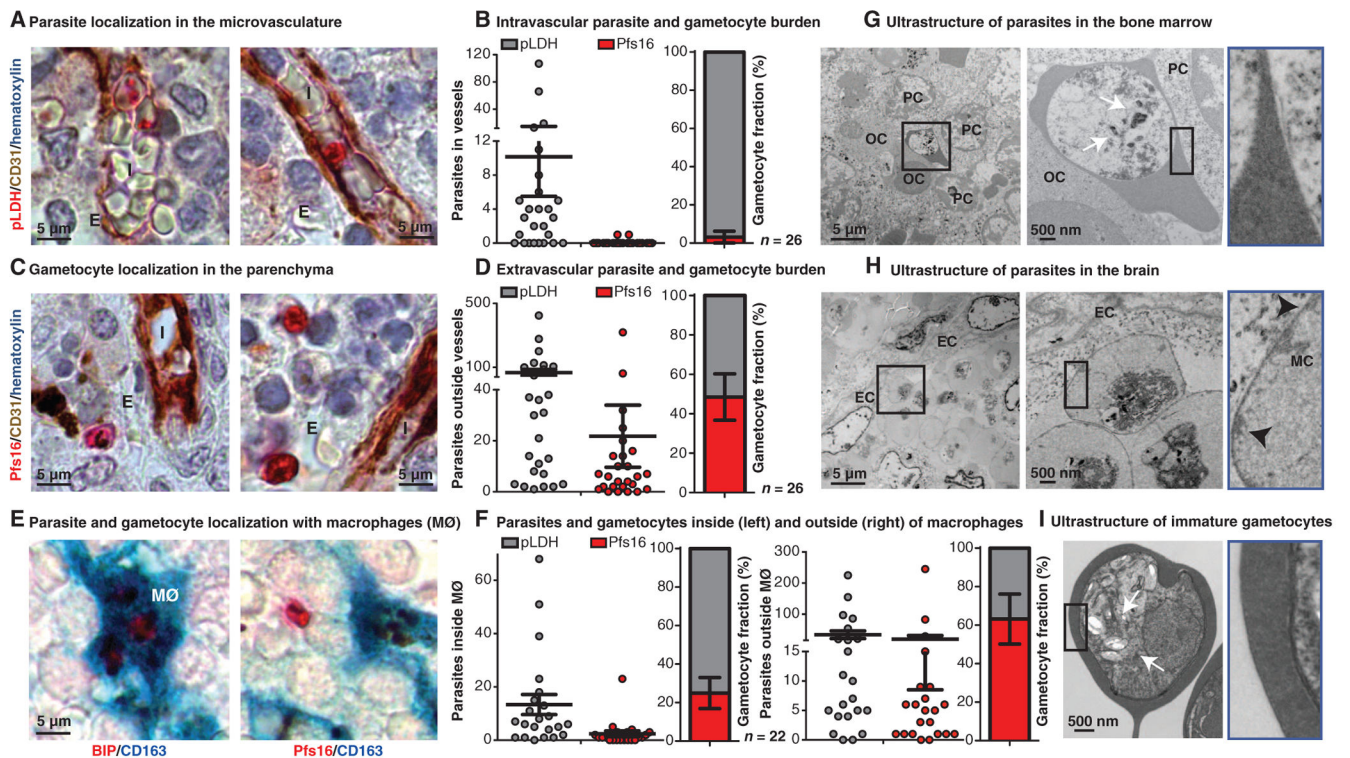 A Parasite localization in the microvasculature
pLDH/CD31/hematoxylin
I
E
5 µm
I
E
5 µm
B Intravascular parasite and gametocyte burden
pLDH Pfs16
Parasites in vessels
120
80
40
12
8
4
0
Gametocyte fraction (%)
100
80
60
40
20
0
n = 26
C Gametocyte localization in the parenchyma
Pfs16/CD31/hematoxylin
I
E
5 µm
E
I
5 µm
D Extravascular parasite and gametocyte burden
pLDH Pfs16
Parasites outside vessels
500
100
40
20
0
Gametocyte fraction (%)
100
80
60
40
20
0
n = 26
E Parasite and gametocyte localization with macrophages (MØ)
MØ
5 µm
BIP/CD163
Pfs16/CD163
F Parasites and gametocytes inside (left) and outside (right) of macrophages
pLDH Pfs16
Parasites inside MØ
60
40
20
0
Gametocyte fraction (%)
100
80
60
40
20
0
n = 22
Parasites outside MØ
300
200
100
15
10
5
0
Gametocyte fraction (%)
100
80
60
40
20
0
G Ultrastructure of parasites in the bone marrow
PC
OC
PC
OC
PC
5 µm
PC
OC
500 nm
H Ultrastructure of parasites in the brain
EC
EC
5 µm
EC
500 nm
MC
I Ultrastructure of immature gametocytes
500 nm